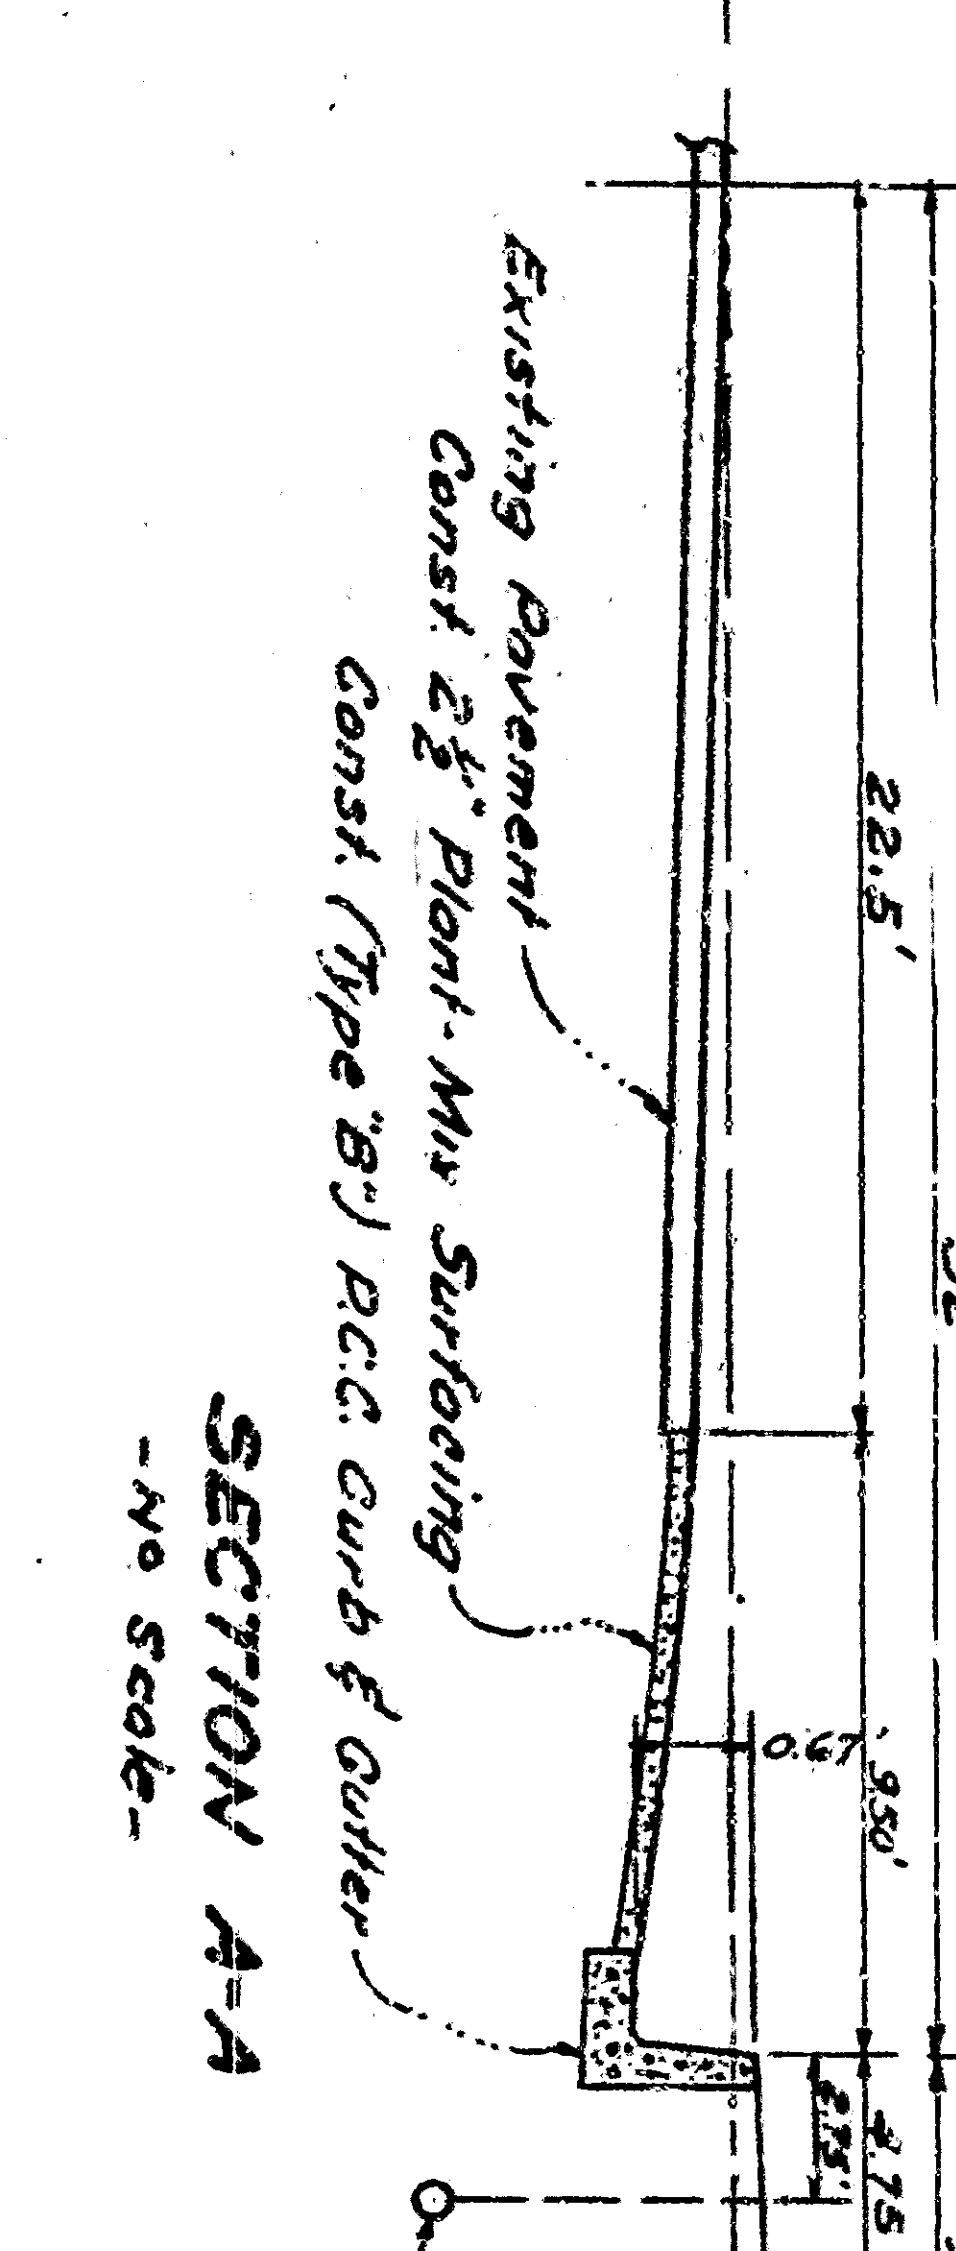 22.5'
9.50'
4.75
2.75'
0.67'
Existing Pavement
Const. 2½" Plant-Mix Surfacing
Const. (Type "B") P.C.C. Curb & Gutter
SECTION A-A
-No Scale-